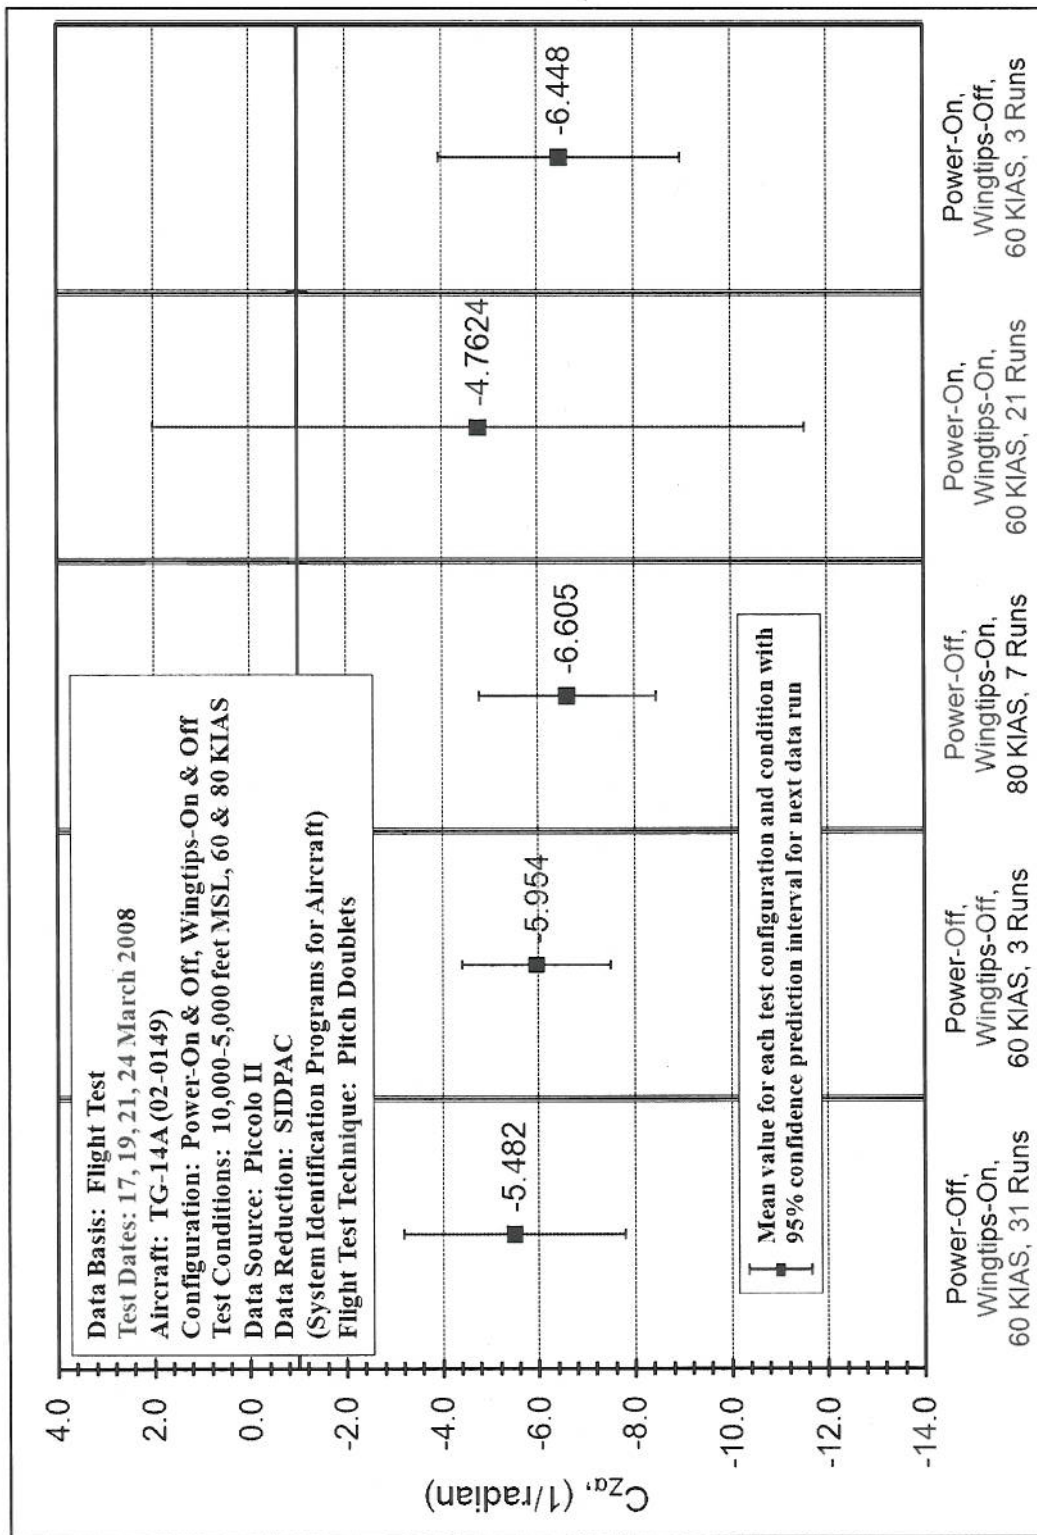 Data Basis: Flight Test
Test Dates: 17, 19, 21, 24 March 2008
Aircraft: TG-14A (02-0149)
Configuration: Power-On & Off, Wingtips-On & Off
Test Conditions: 10,000-5,000 feet MSL, 60 & 80 KIAS
Data Source: Piccolo II
Data Reduction: SIDPAC
(System Identification Programs for Aircraft)
Flight Test Technique: Pitch Doublets
4.0
2.0
0.0
-2.0
-4.0
-6.0
-8.0
-10.0
-12.0
-14.0
CZα, (1/radian)
-5.482
-5.954
-6.605
-4.7624
-6.448
Mean value for each test configuration and condition with
95% confidence prediction interval for next data run
Power-Off,
Wingtips-On,
60 KIAS, 31 Runs
Power-Off,
Wingtips-Off,
60 KIAS, 3 Runs
Power-Off,
Wingtips-On,
80 KIAS, 7 Runs
Power-On,
Wingtips-On,
60 KIAS, 21 Runs
Power-On,
Wingtips-Off,
60 KIAS, 3 Runs